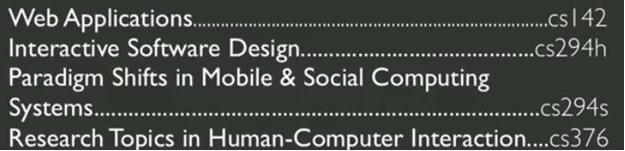 Web Applications..........................................................cs142
Interactive Software Design...................................cs294h
Paradigm Shifts in Mobile & Social Computing
Systems....................................................................cs294s
Research Topics in Human-Computer Interaction....cs376